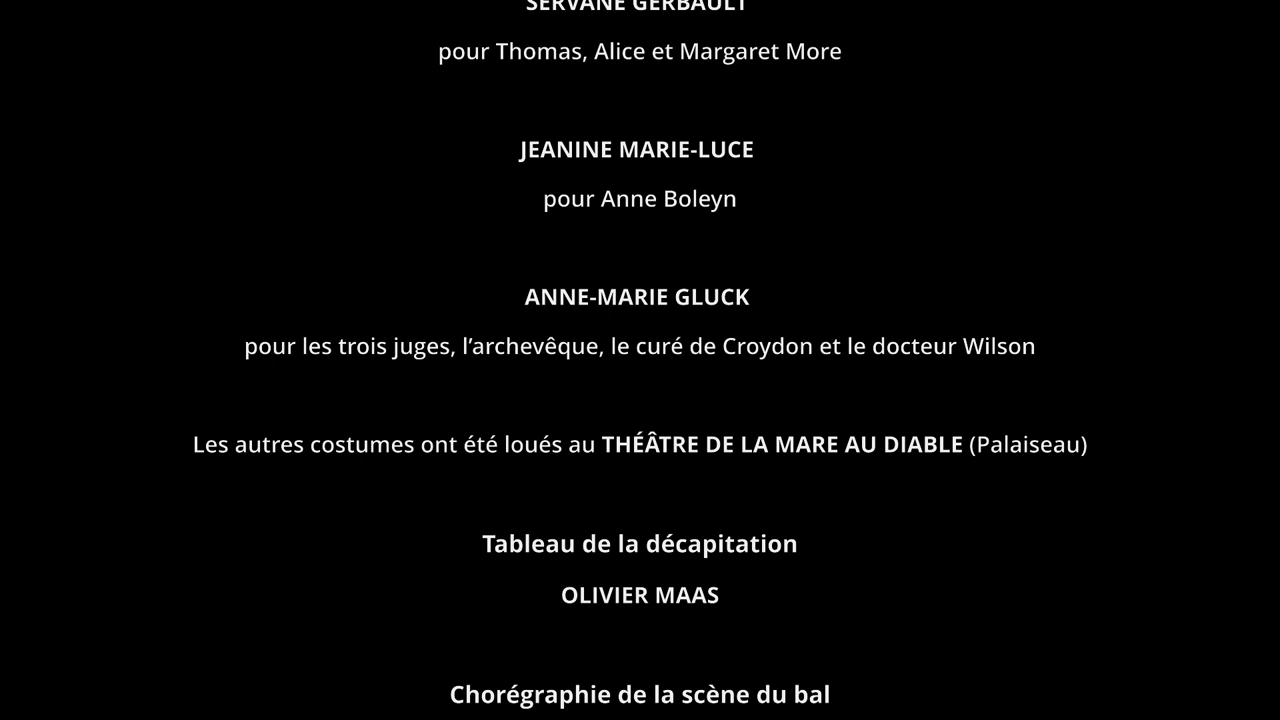 SERVANE GERBAULT
pour Thomas, Alice et Margaret More
JEANINE MARIE-LUCE
pour Anne Boleyn
ANNE-MARIE GLUCK
pour les trois juges, l’archevêque, le curé de Croydon et le docteur Wilson
Les autres costumes ont été loués au THÉÂTRE DE LA MARE AU DIABLE (Palaiseau)
Tableau de la décapitation
OLIVIER MAAS
Chorégraphie de la scène du bal